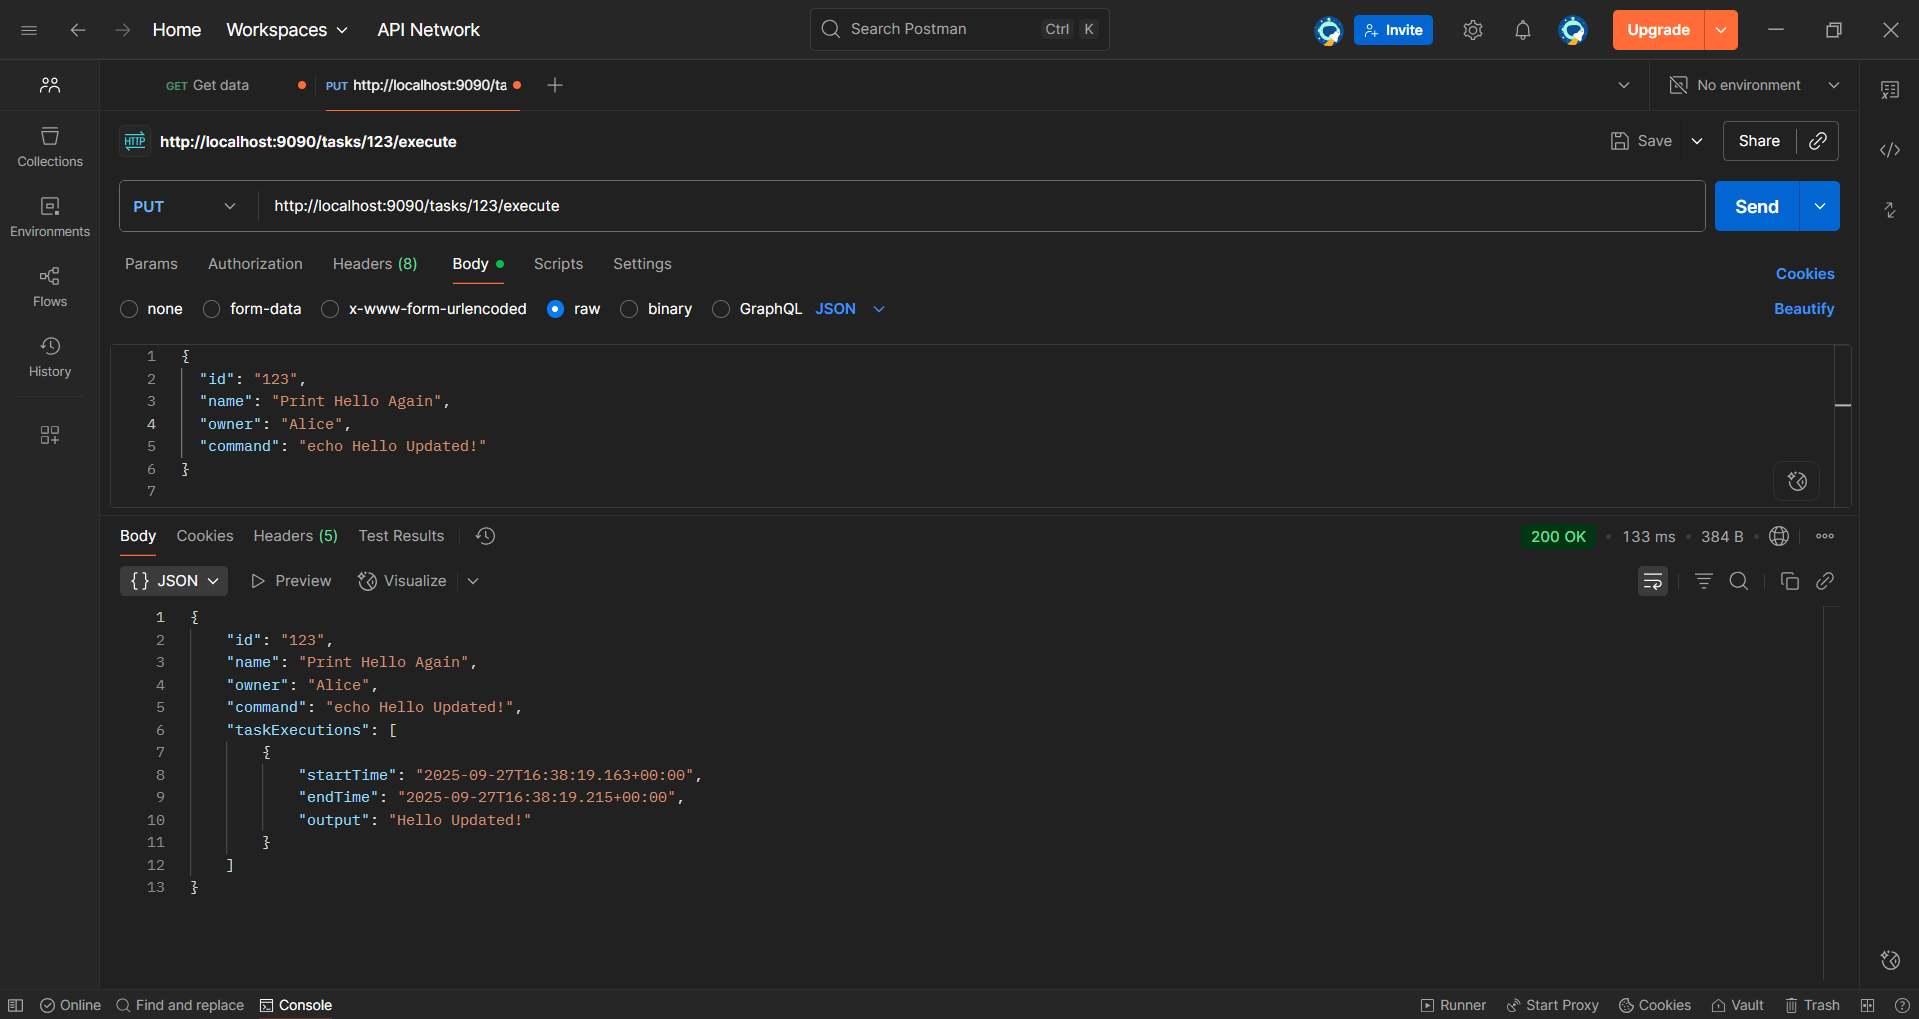 Home Workspaces API Network Search Postman Ctrl K Invite Upgrade
GET Get data PUT http://localhost:9090/ta No environment
HTTP http://localhost:9090/tasks/123/execute Save Share
Collections
Environments
Flows
History
PUT http://localhost:9090/tasks/123/execute Send
Params Authorization Headers (8) Body Scripts Settings Cookies
none form-data x-www-form-urlencoded raw binary GraphQL JSON Beautify
1 {
2 "id": "123",
3 "name": "Print Hello Again",
4 "owner": "Alice",
5 "command": "echo Hello Updated!"
6 }
7
Body Cookies Headers (5) Test Results 200 OK • 133 ms • 384 B •
{} JSON Preview Visualize
1 {
2 "id": "123",
3 "name": "Print Hello Again",
4 "owner": "Alice",
5 "command": "echo Hello Updated!",
6 "taskExecutions": [
7 {
8 "startTime": "2025-09-27T16:38:19.163+00:00",
9 "endTime": "2025-09-27T16:38:19.215+00:00",
10 "output": "Hello Updated!"
11 }
12 ]
13 }
Online Find and replace Console Runner Start Proxy Cookies Vault Trash